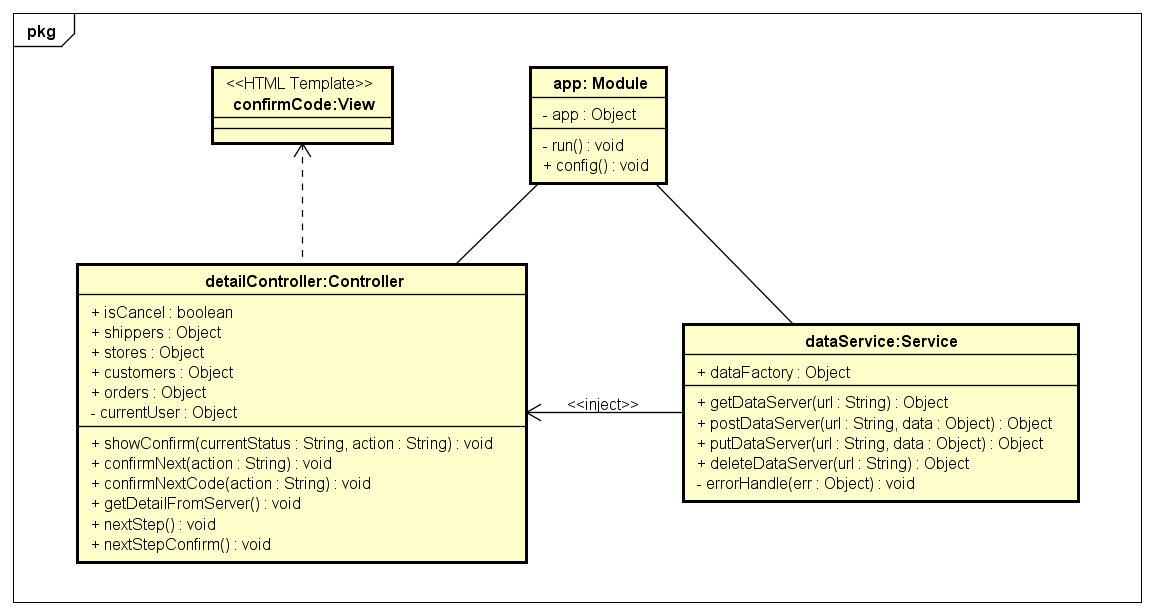 pkg
<<HTML Template>>
confirmCode:View
app: Module
- app : Object
- run() : void
+ config() : void
detailController:Controller
+ isCancel : boolean
+ shippers : Object
+ stores : Object
+ customers : Object
+ orders : Object
- currentUser : Object
+ showConfirm(currentStatus : String, action : String) : void
+ confirmNext(action : String) : void
+ confirmNextCode(action : String) : void
+ getDetailFromServer() : void
+ nextStep() : void
+ nextStepConfirm() : void
<<inject>>
dataService:Service
+ dataFactory : Object
+ getDataServer(url : String) : Object
+ postDataServer(url : String, data : Object) : Object
+ putDataServer(url : String, data : Object) : Object
+ deleteDataServer(url : String) : Object
- errorHandle(err : Object) : void